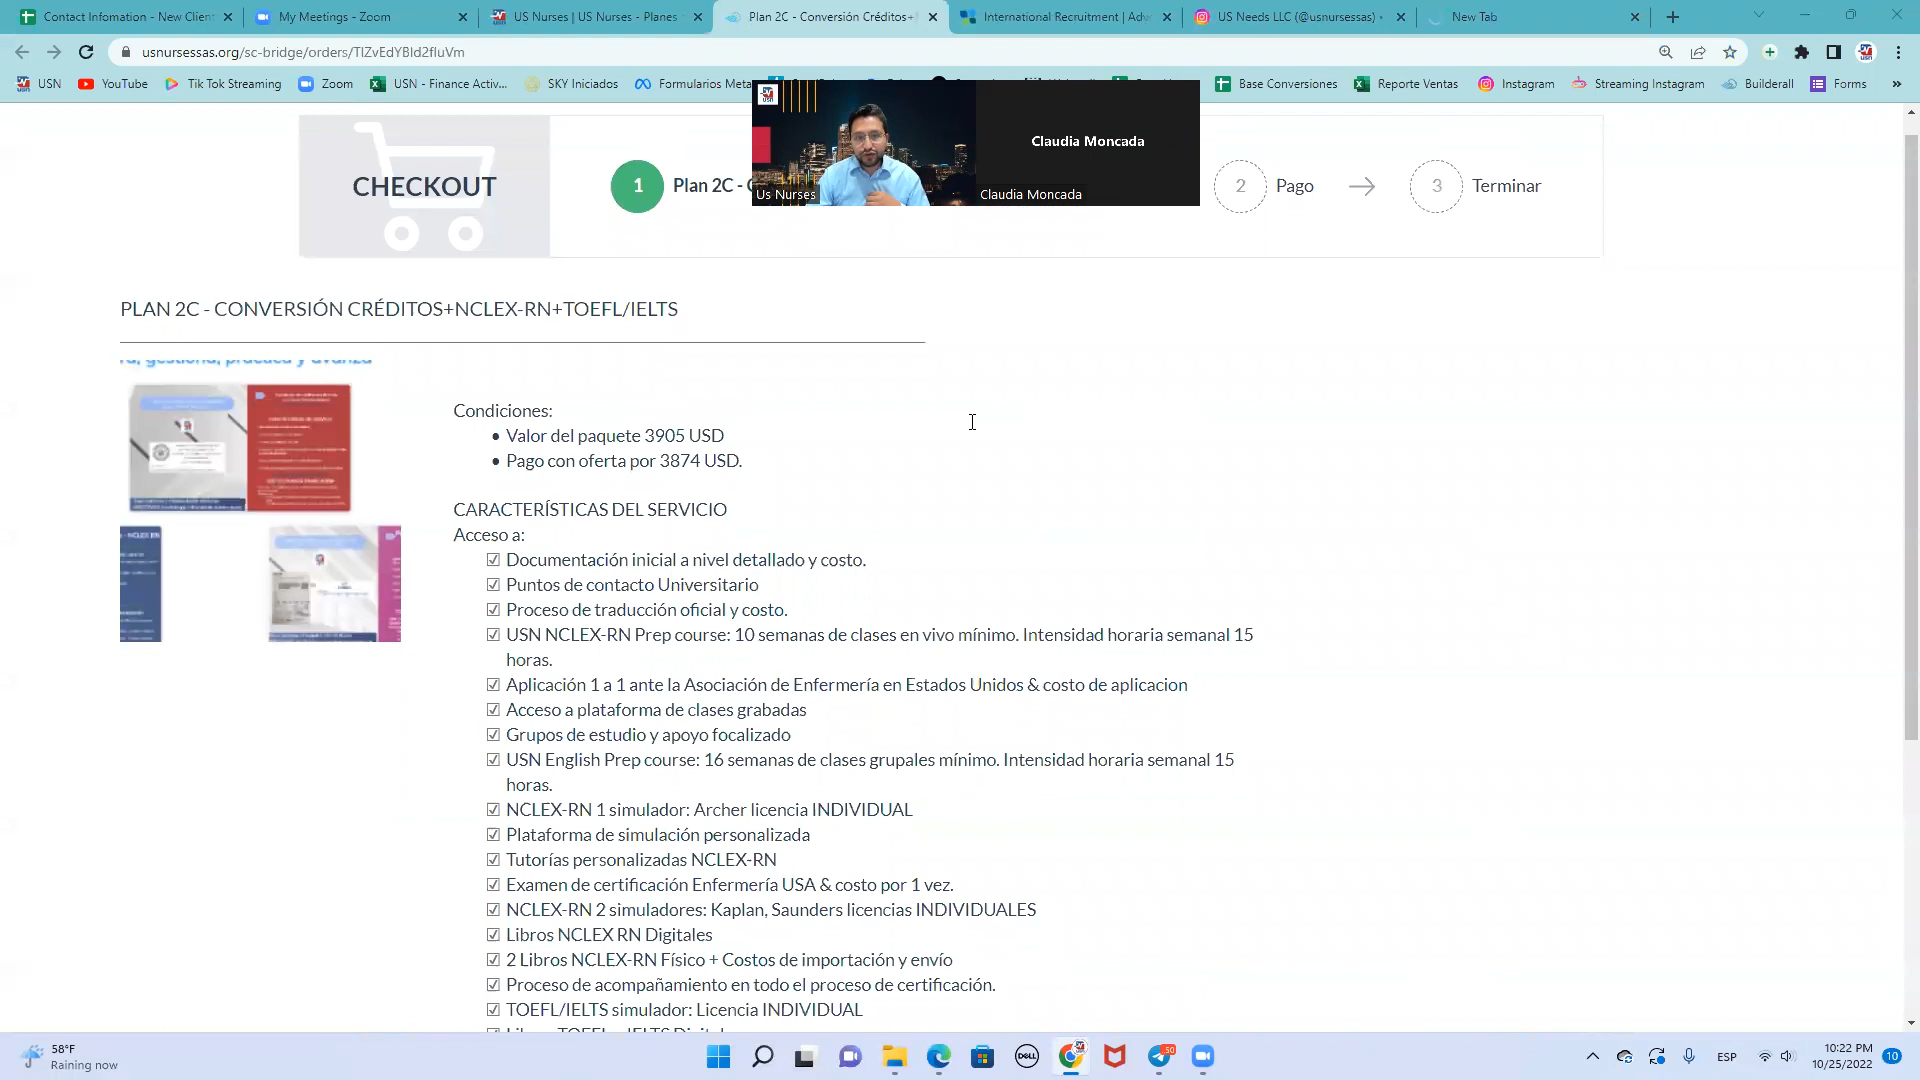 Contact Infomation - New Client
My Meetings - Zoom
US Nurses | US Nurses - Planes
Plan 2C - Conversión Créditos+
International Recruitment | Adv
US Needs LLC (@usnursessas) •
New Tab
usnursessas.org/sc-bridge/orders/TIZvEdYBId2fIuVm
USN
YouTube
Tik Tok Streaming
Zoom
USN - Finance Activ...
SKY Iniciados
Formularios Meta
Base Conversiones
Reporte Ventas
Instagram
Streaming Instagram
Builderall
Forms
CHECKOUT
1
Plan 2C -
Us Nurses
Claudia Moncada
Claudia Moncada
2
Pago
3
Terminar
PLAN 2C - CONVERSIÓN CRÉDITOS+NCLEX-RN+TOEFL/IELTS
gestiona, practica y avanza
Condiciones:
• Valor del paquete 3905 USD
• Pago con oferta por 3874 USD.
CARACTERÍSTICAS DEL SERVICIO
Acceso a:
☑ Documentación inicial a nivel detallado y costo.
☑ Puntos de contacto Universitario
☑ Proceso de traducción oficial y costo.
☑ USN NCLEX-RN Prep course: 10 semanas de clases en vivo mínimo. Intensidad horaria semanal 15
horas.
☑ Aplicación 1 a 1 ante la Asociación de Enfermería en Estados Unidos & costo de aplicacion
☑ Acceso a plataforma de clases grabadas
☑ Grupos de estudio y apoyo focalizado
☑ USN English Prep course: 16 semanas de clases grupales mínimo. Intensidad horaria semanal 15
horas.
☑ NCLEX-RN 1 simulador: Archer licencia INDIVIDUAL
☑ Plataforma de simulación personalizada
☑ Tutorías personalizadas NCLEX-RN
☑ Examen de certificación Enfermería USA & costo por 1 vez.
☑ NCLEX-RN 2 simuladores: Kaplan, Saunders licencias INDIVIDUALES
☑ Libros NCLEX RN Digitales
☑ 2 Libros NCLEX-RN Físico + Costos de importación y envío
☑ Proceso de acompañamiento en todo el proceso de certificación.
☑ TOEFL/IELTS simulador: Licencia INDIVIDUAL
58°F
Raining now
DELL
50
ESP
10:22 PM
10/25/2022
10